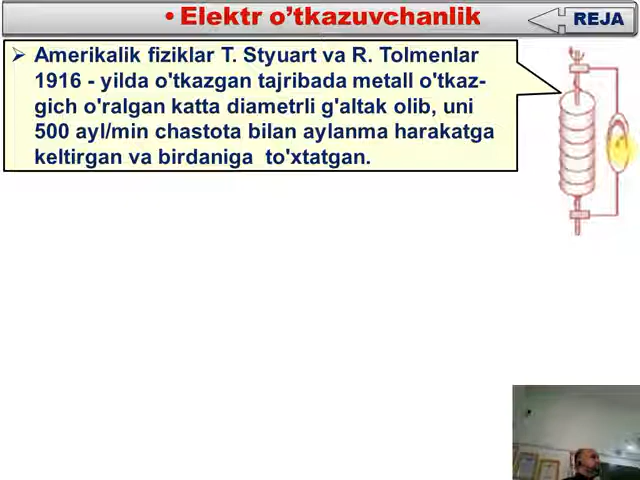 • Elektr o’tkazuvchanlik
REJA
➢ Amerikalik fiziklar T. Styuart va R. Tolmenlar
1916 - yilda o'tkazgan tajribada metall o'tkaz-
gich o'ralgan katta diametrli g'altak olib, uni
500 ayl/min chastota bilan aylanma harakatga
keltirgan va birdaniga to'xtatgan.